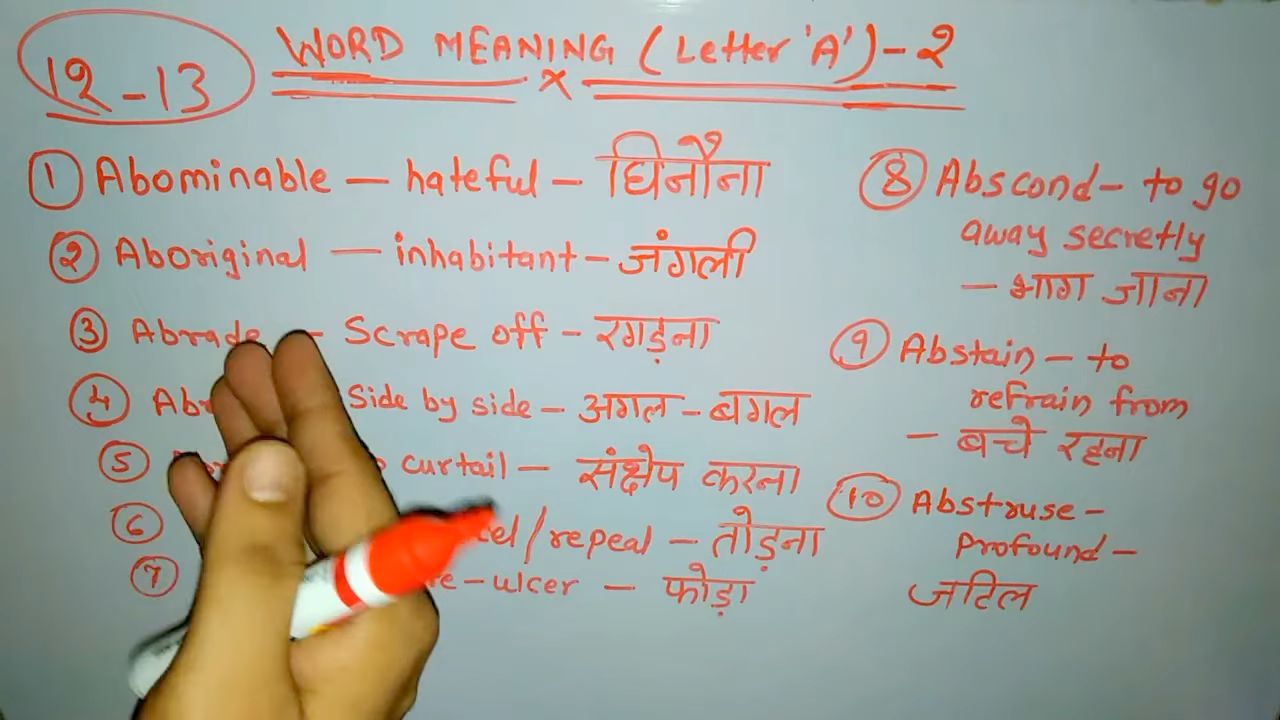 12-13
WORD MEANING (Letter 'A')-2
x
1 Abominable – hateful – घिनौना
2 Aboriginal – inhabitant – जंगली
3 Abrade – Scrape off – रगड़ना
4 Side by side – अगल-बगल
5 curtail – संक्षेप करना
6 /repeal – तोड़ना
7 -ulcer – फोड़ा
8 Abscond – to go
away secretly
– भाग जाना
9 Abstain – to
refrain from
– बचे रहना
10 Abstruse –
Profound –
जटिल